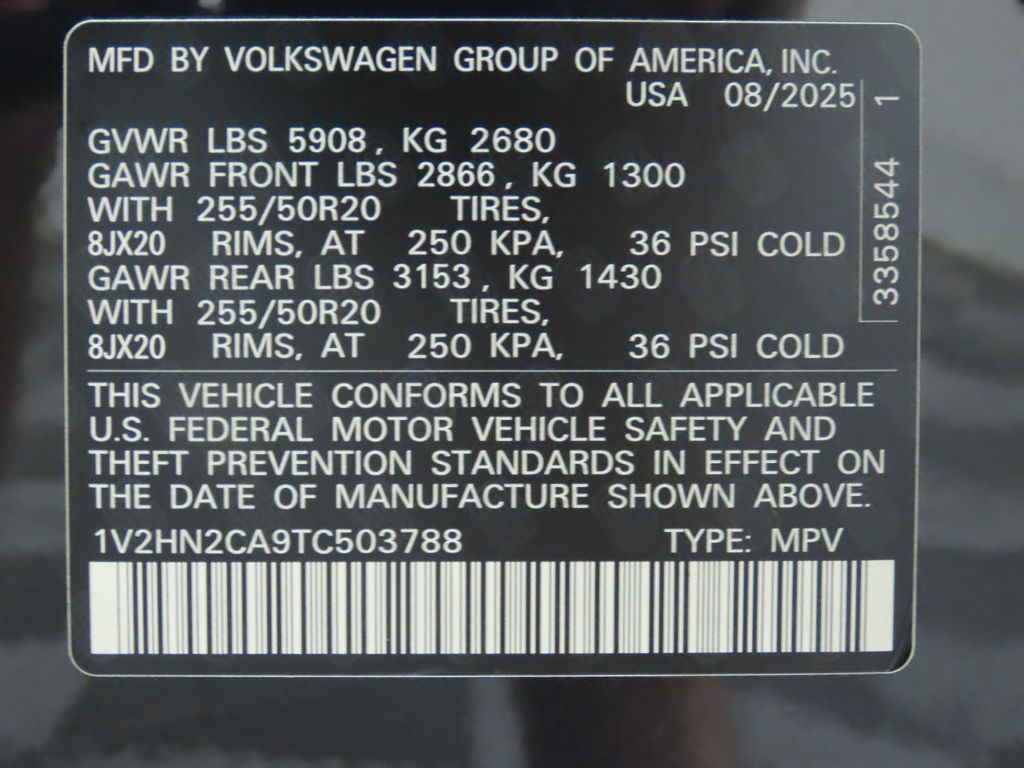 MFD BY VOLKSWAGEN GROUP OF AMERICA, INC.
USA 08/2025
GVWR LBS 5908, KG 2680
GAWR FRONT LBS 2866, KG 1300
WITH 255/50R20 TIRES,
8JX20 RIMS, AT 250 KPA, 36 PSI COLD
GAWR REAR LBS 3153, KG 1430
WITH 255/50R20 TIRES,
8JX20 RIMS, AT 250 KPA, 36 PSI COLD
3358544 1
THIS VEHICLE CONFORMS TO ALL APPLICABLE
U.S. FEDERAL MOTOR VEHICLE SAFETY AND
THEFT PREVENTION STANDARDS IN EFFECT ON
THE DATE OF MANUFACTURE SHOWN ABOVE.
1V2HN2CA9TC503788 TYPE: MPV